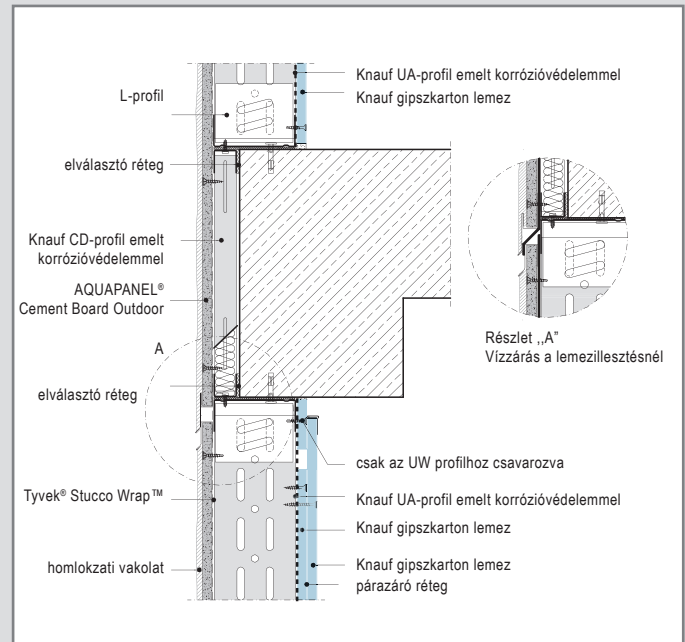 L-profil
elválasztó réteg
Knauf CD-profil emelt
korrózióvédelemmel
AQUAPANEL®
Cement Board Outdoor
A
elválasztó réteg
Tyvek® Stucco Wrap™
homlokzati vakolat
Knauf UA-profil emelt korrózióvédelemmel
Knauf gipszkarton lemez
Részlet ,,A”
Vízzárás a lemezillesztésnél
csak az UW profilhoz csavarozva
Knauf UA-profil emelt korrózióvédelemmel
Knauf gipszkarton lemez
Knauf gipszkarton lemez
párazáró réteg